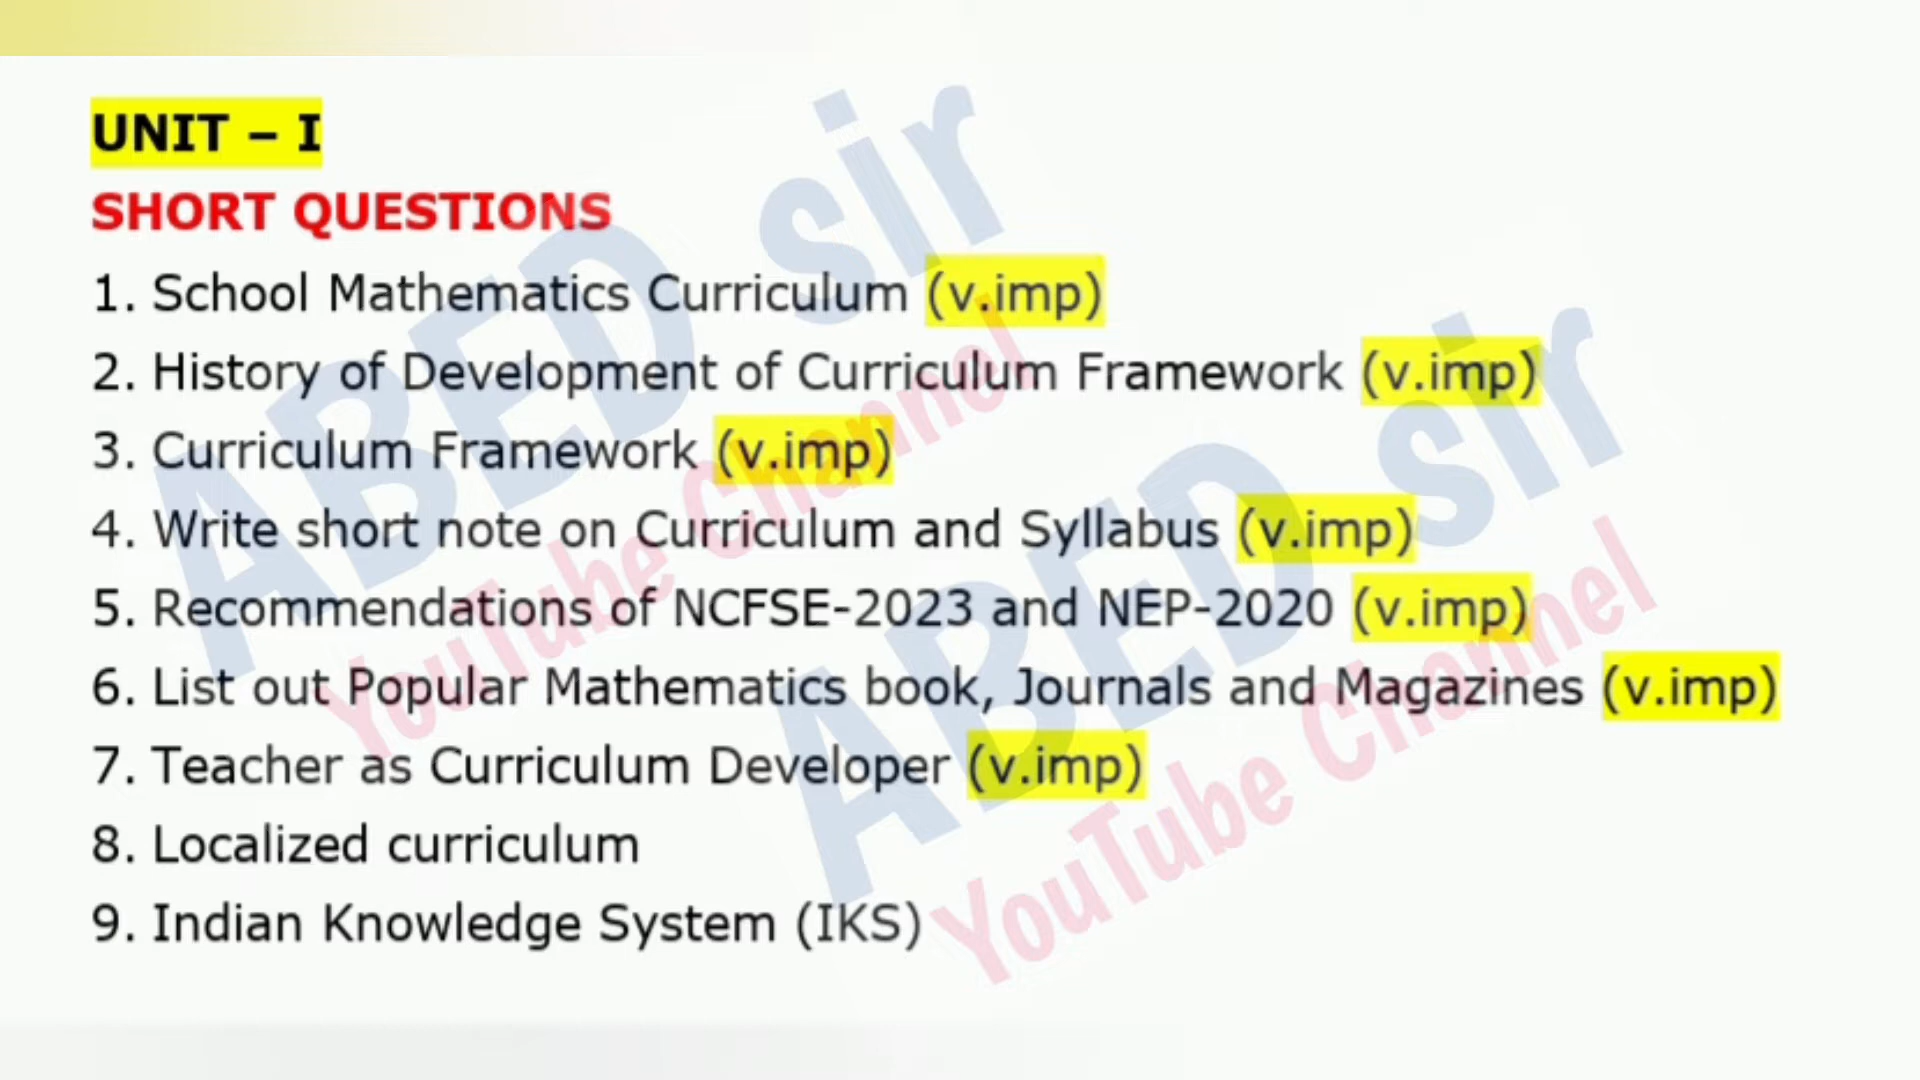 UNIT – I
SHORT QUESTIONS
1. School Mathematics Curriculum (v.imp)
2. History of Development of Curriculum Framework (v.imp)
3. Curriculum Framework (v.imp)
4. Write short note on Curriculum and Syllabus (v.imp)
5. Recommendations of NCFSE-2023 and NEP-2020 (v.imp)
6. List out Popular Mathematics book, Journals and Magazines (v.imp)
7. Teacher as Curriculum Developer (v.imp)
8. Localized curriculum
9. Indian Knowledge System (IKS)
ABED sir
YouTube Channel
ABED sir
YouTube Channel